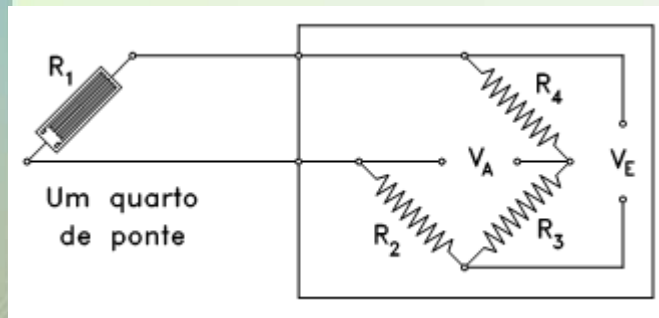 R1
R4
VA
VE
R2
R3
Um quarto
de ponte